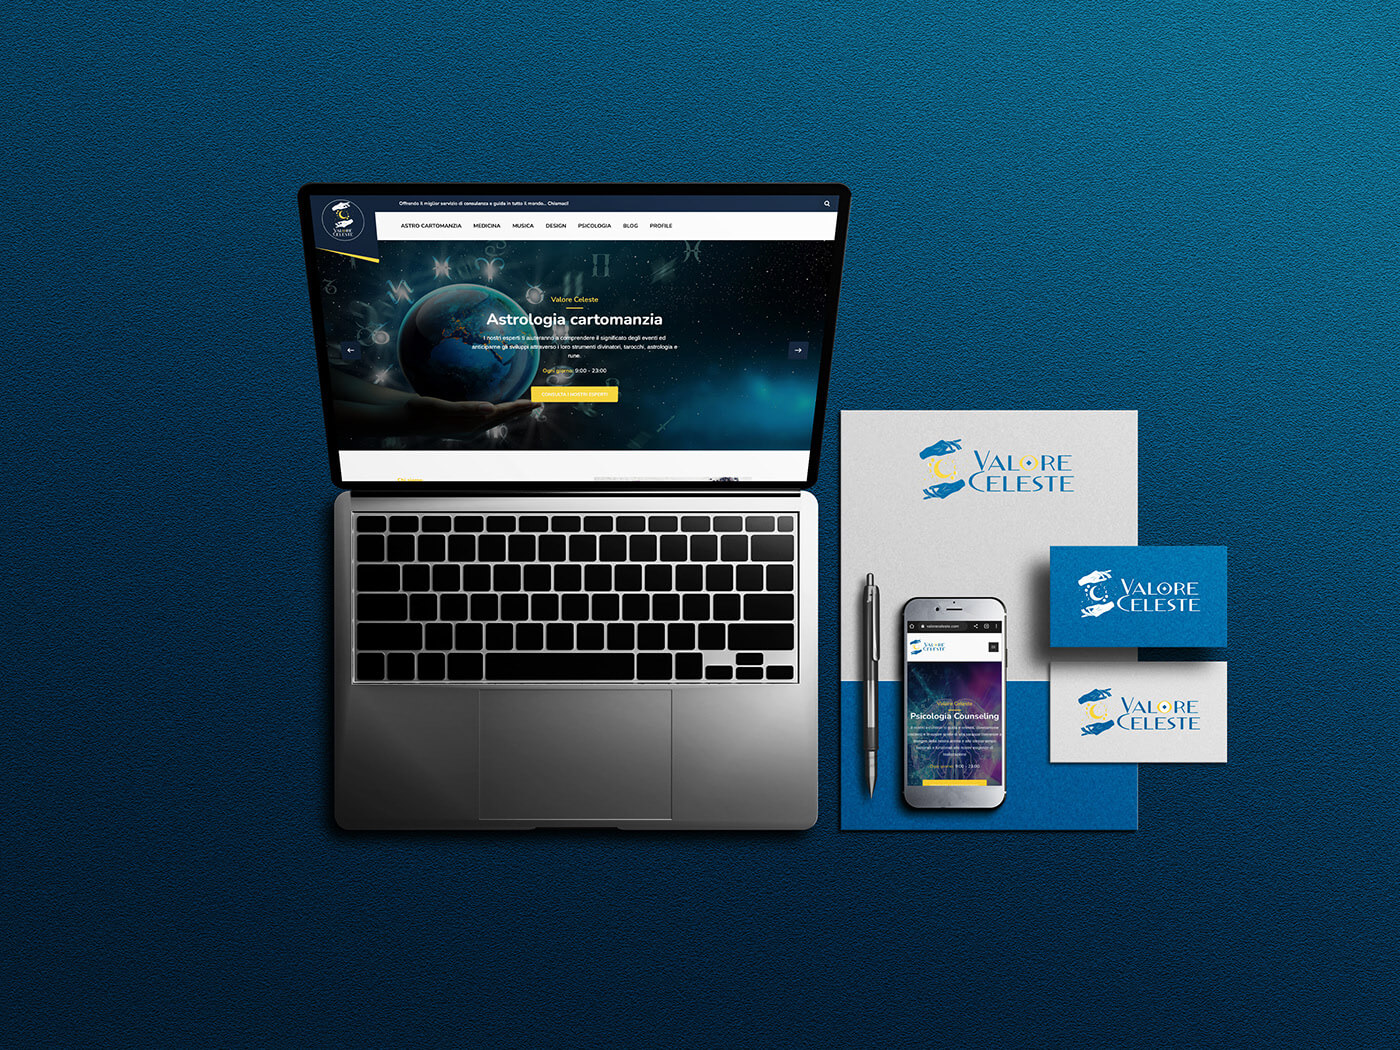 VALORE
CELESTE
Offrendo il miglior servizio di consulanza e guida in tutto il mondo... Chiamaci!
ASTRO CARTOMANZIA MEDICINA MUSICA DESIGN PSICOLOGIA BLOG PROFILE
Valore Celeste
Astrologia cartomanzia
I nostri esperti ti aiuteranno a comprendere il significato degli eventi ed
anticiparne gli sviluppi attraverso i loro strumenti divinatori, tarocchi, astrologia e
rune.
Ogni giorno: 9:00 - 23:00
CONSULTA I NOSTRI ESPERTI
Chi siamo
VALORE
CELESTE
VALORE
CELESTE
VALORE
CELESTE
valoreceleste.com
VALORE
CELESTE
Valore Celeste
Psicologia Counseling
Ogni giorno: 9:00 - 23:00